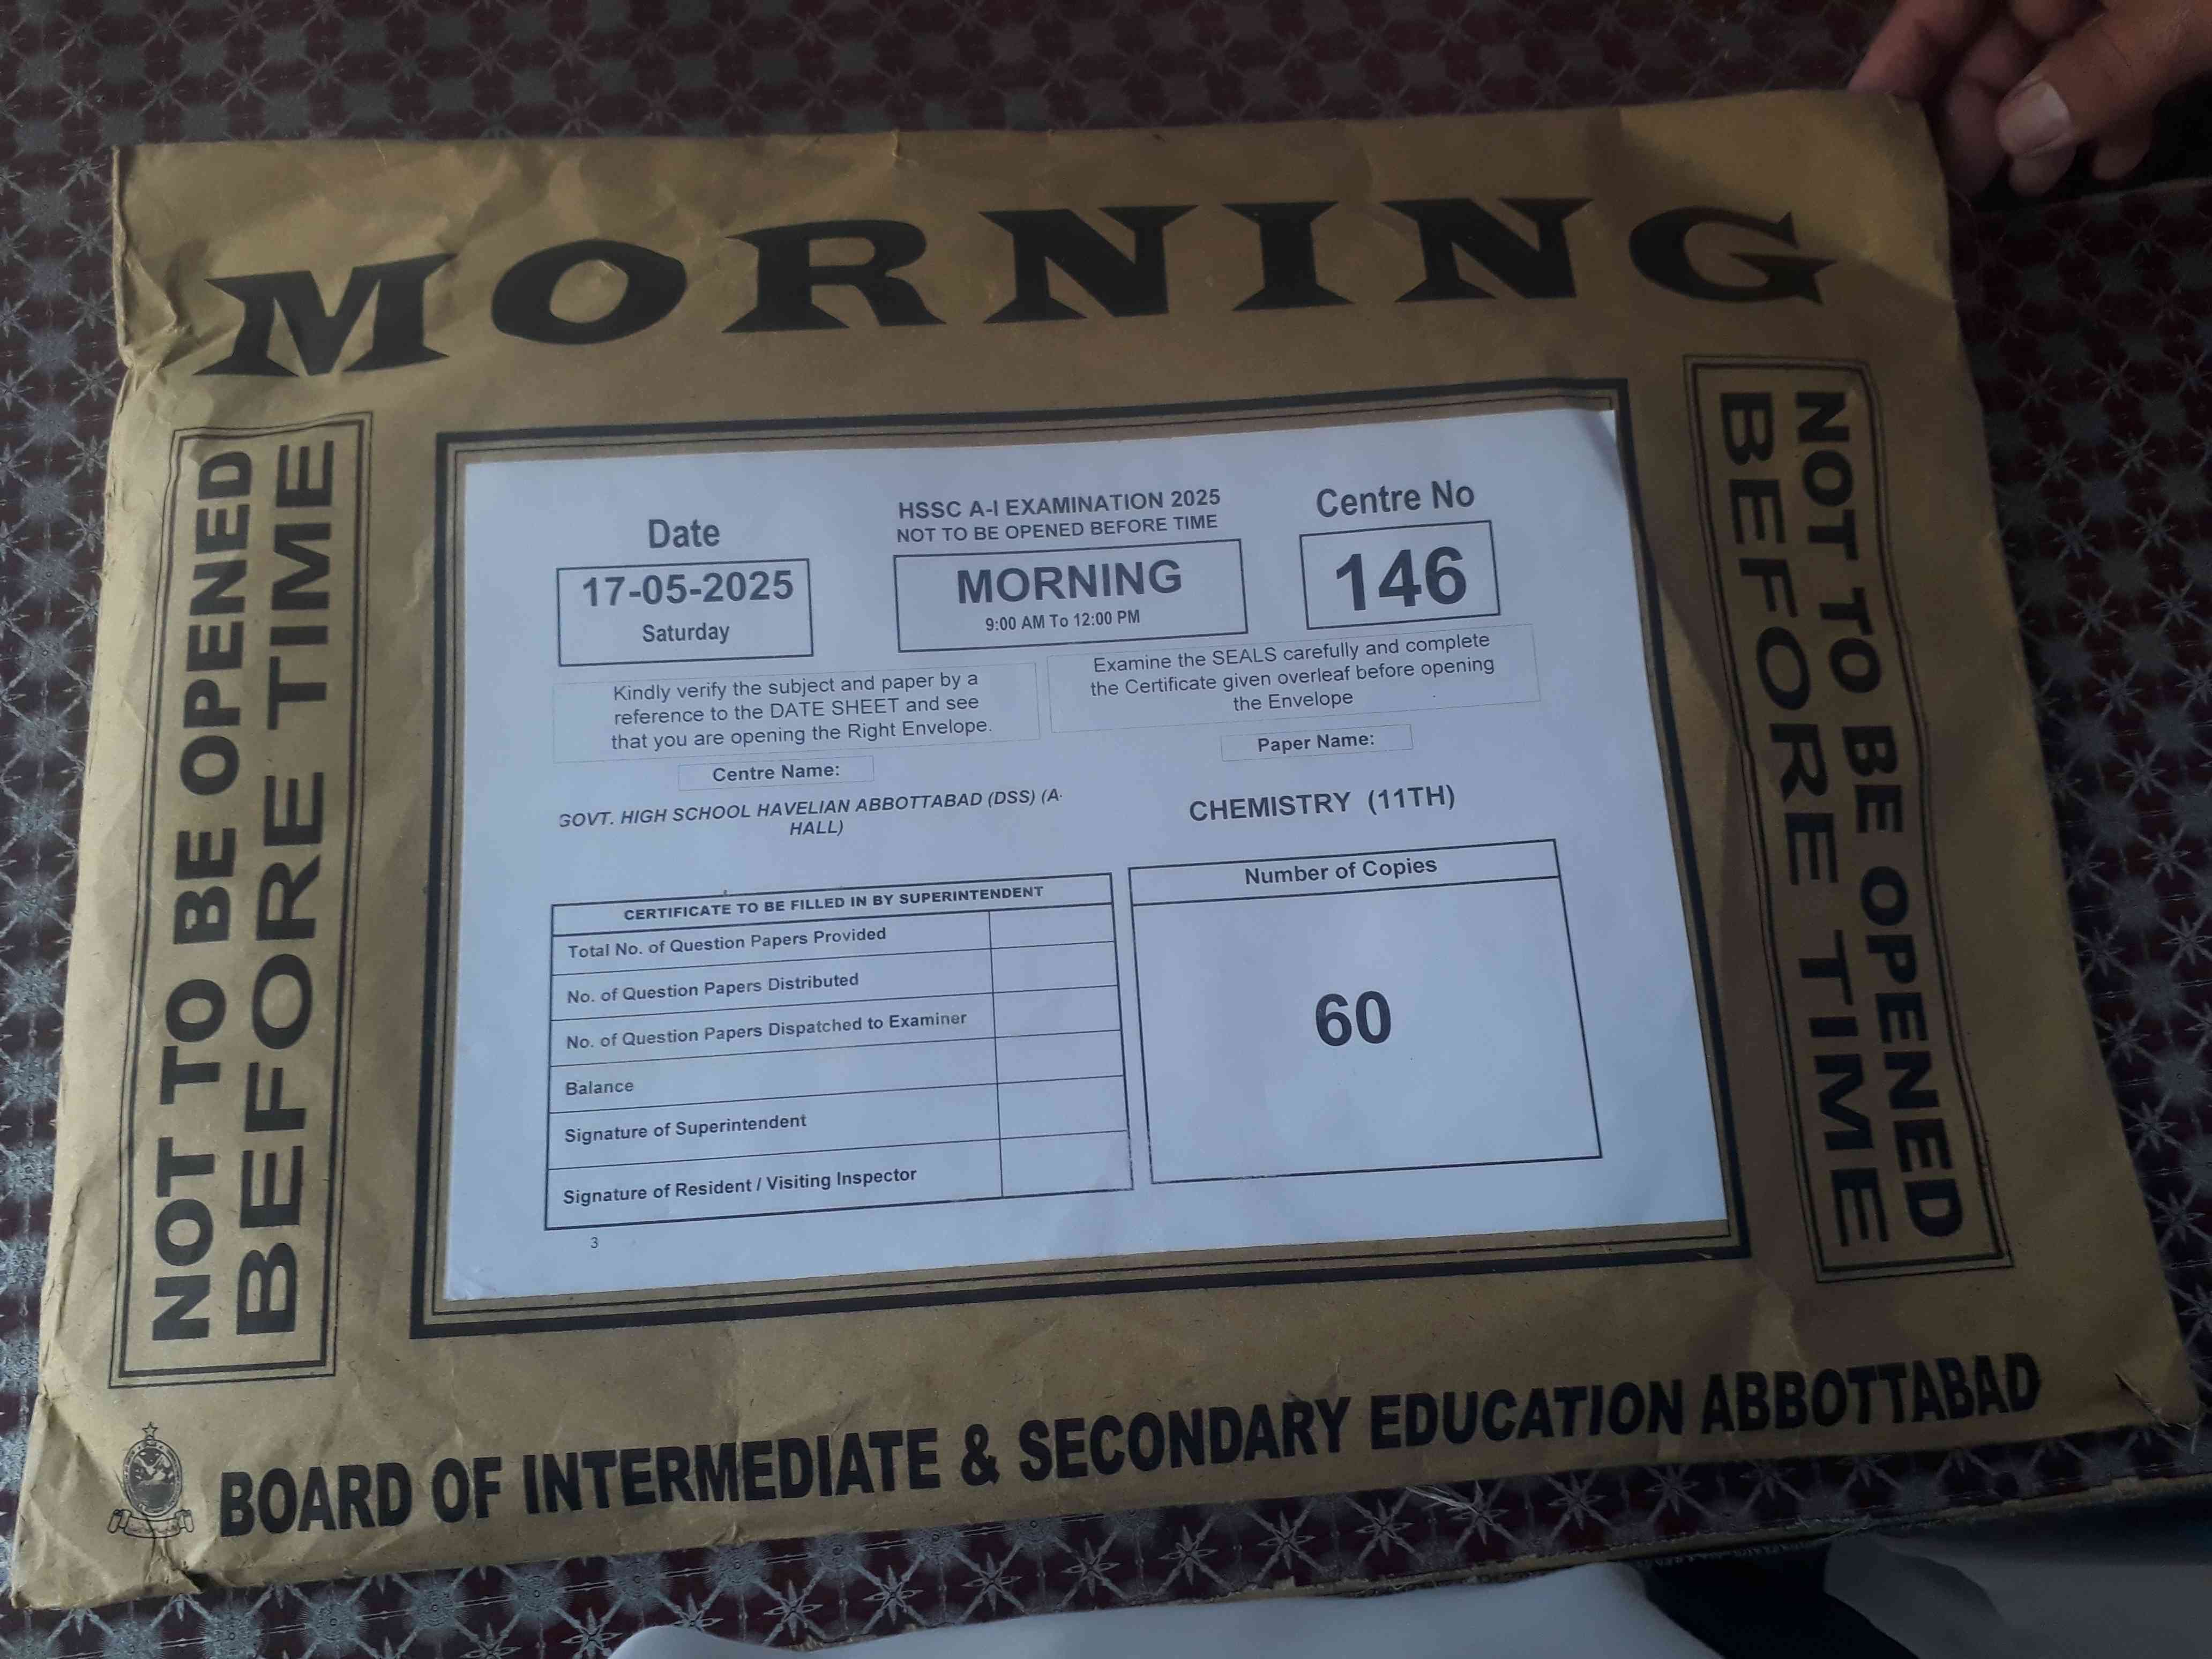 MORNING
NOT TO BE OPENED
BEFORE TIME
Date
17-05-2025
Saturday
HSSC A-I EXAMINATION 2025
NOT TO BE OPENED BEFORE TIME
MORNING
9:00 AM To 12:00 PM
Centre No
146
Kindly verify the subject and paper by a
reference to the DATE SHEET and see
that you are opening the Right Envelope.
Examine the SEALS carefully and complete
the Certificate given overleaf before opening
the Envelope
Centre Name:
GOVT. HIGH SCHOOL HAVELIAN ABBOTTABAD (DSS) (A-
HALL)
Paper Name:
CHEMISTRY (11TH)
CERTIFICATE TO BE FILLED IN BY SUPERINTENDENT
Total No. of Question Papers Provided
No. of Question Papers Distributed
No. of Question Papers Dispatched to Examiner
Balance
Signature of Superintendent
Signature of Resident / Visiting Inspector
3
Number of Copies
60
NOT TO BE OPENED
BEFORE TIME
BOARD OF INTERMEDIATE & SECONDARY EDUCATION ABBOTTABAD